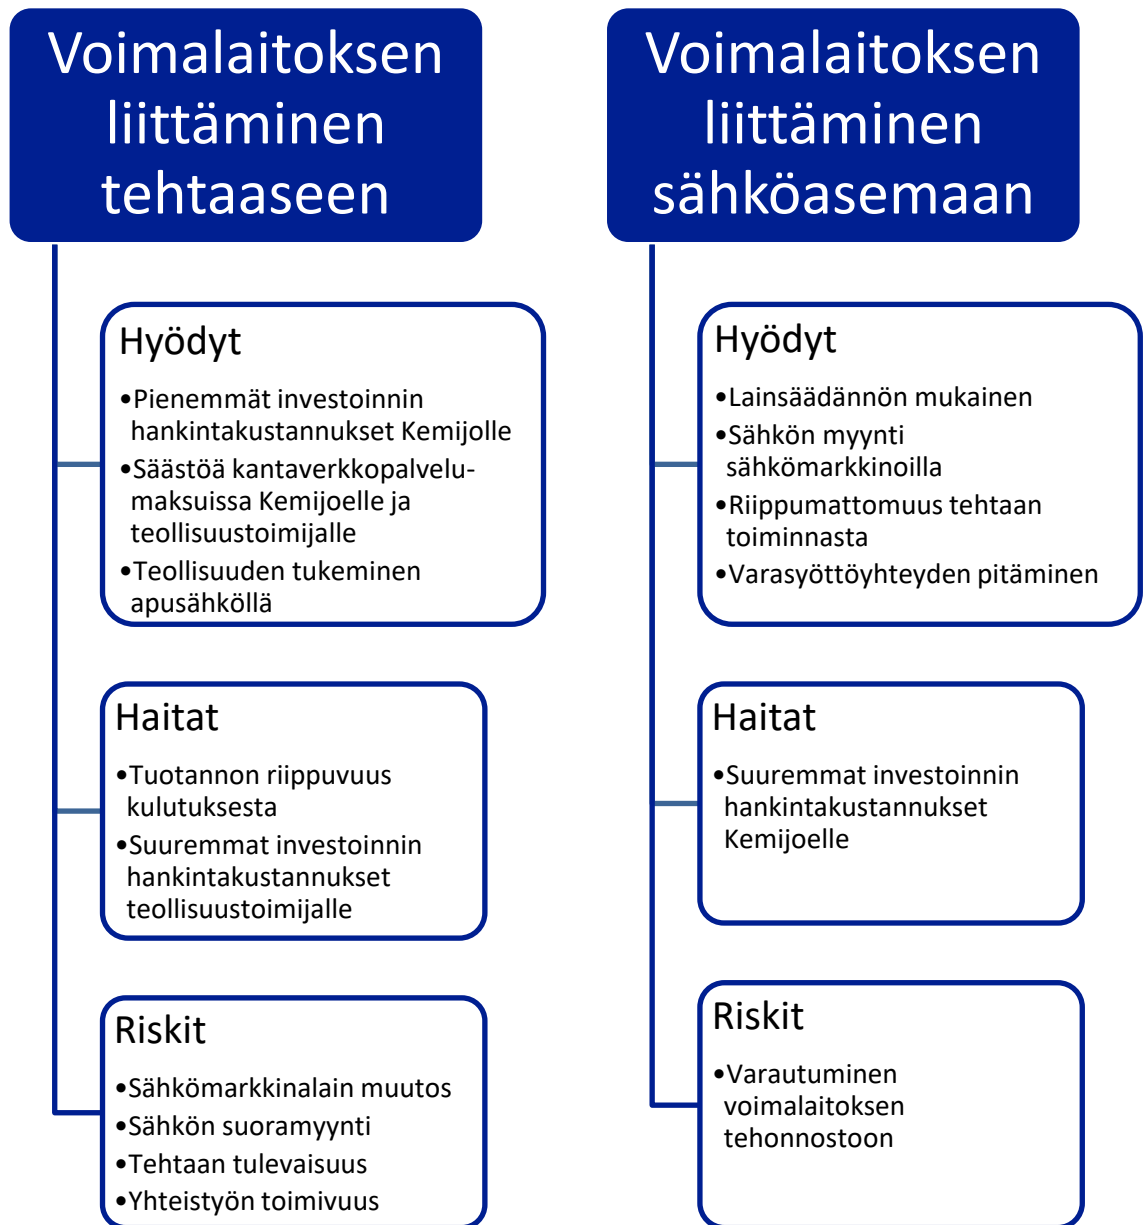 Voimalaitoksen
liittäminen
tehtaaseen
Hyödyt
•Pienemmät investoinnin
hankintakustannukset Kemijolle
•Säästöä kantaverkkopalvelu-
maksuissa Kemijoelle ja
teollisuustoimijalle
•Teollisuuden tukeminen
apusähköllä
Haitat
•Tuotannon riippuvuus
kulutuksesta
•Suuremmat investoinnin
hankintakustannukset
teollisuustoimijalle
Riskit
•Sähkömarkkinalain muutos
•Sähkön suoramyynti
•Tehtaan tulevaisuus
•Yhteistyön toimivuus
Voimalaitoksen
liittäminen
sähköasemaan
Hyödyt
•Lainsäädännön mukainen
•Sähkön myynti
sähkömarkkinoilla
•Riippumattomuus tehtaan
toiminnasta
•Varasyöttöyhteyden pitäminen
Haitat
•Suuremmat investoinnin
hankintakustannukset
Kemijoelle
Riskit
•Varautuminen
voimalaitoksen
tehonnostoon